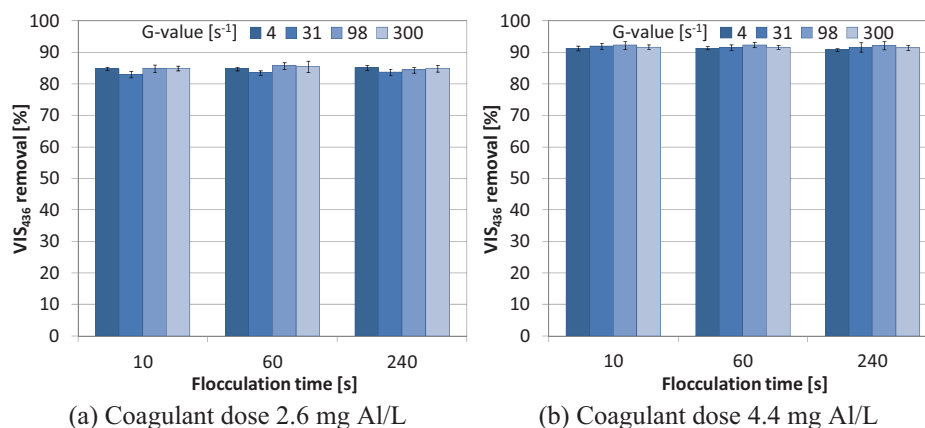 G-value [s⁻¹] 4 31 98 300
100
90
80
70
60
50
40
30
20
10
0
VIS₄₃₆ removal [%]
10 60 240
Flocculation time [s]
(a) Coagulant dose 2.6 mg Al/L
G-value [s⁻¹] 4 31 98 300
100
90
80
70
60
50
40
30
20
10
0
VIS₄₃₆ removal [%]
10 60 240
Flocculation time [s]
(b) Coagulant dose 4.4 mg Al/L